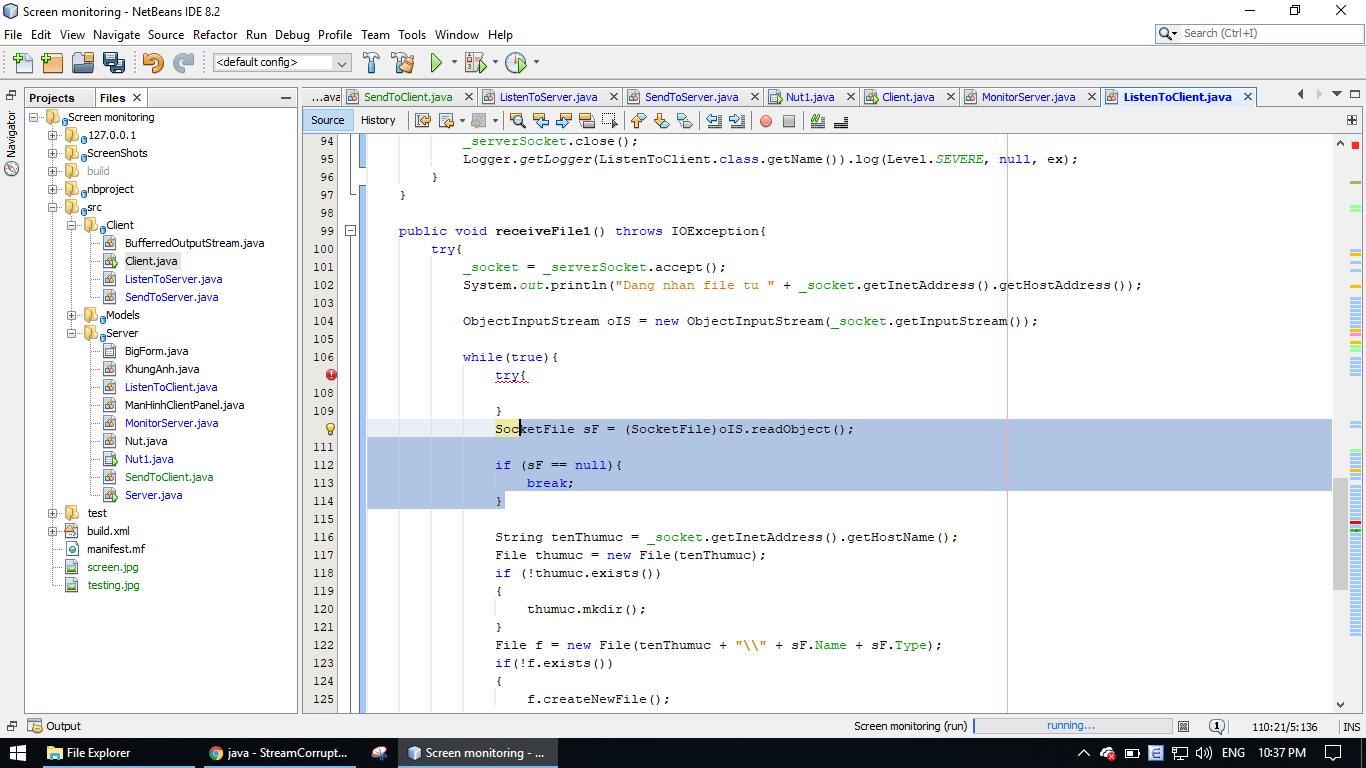 Screen monitoring - NetBeans IDE 8.2
File Edit View Navigate Source Refactor Run Debug Profile Team Tools Window Help
Search (Ctrl+I)
<default config>
Projects
Files
Navigator
...ava
SendToClient.java
ListenToServer.java
SendToServer.java
Nut1.java
Client.java
MonitorServer.java
ListenToClient.java
Source
History
Screen monitoring
127.0.0.1
ScreenShots
build
nbproject
src
Client
BufferredOutputStream.java
Client.java
ListenToServer.java
SendToServer.java
Models
Server
BigForm.java
KhungAnh.java
ListenToClient.java
ManHinhClientPanel.java
MonitorServer.java
Nut.java
Nut1.java
SendToClient.java
Server.java
test
build.xml
manifest.mf
screen.jpg
testing.jpg
94 _serverSocket.close();
95 Logger.getLogger(ListenToClient.class.getName()).log(Level.SEVERE, null, ex);
96 }
97 }
98
99 public void receiveFile1() throws IOException{
100 try{
101 _socket = _serverSocket.accept();
102 System.out.println("Dang nhan file tu " + _socket.getInetAddress().getHostAddress());
103
104 ObjectInputStream oIS = new ObjectInputStream(_socket.getInputStream());
105
106 while(true){
try{
108
109 }
SocketFile sF = (SocketFile)oIS.readObject();
111
112 if (sF == null){
113 break;
114 }
115
116 String tenThumuc = _socket.getInetAddress().getHostName();
117 File thumuc = new File(tenThumuc);
118 if (!thumuc.exists())
119 {
120 thumuc.mkdir();
121 }
122 File f = new File(tenThumuc + "\\" + sF.Name + sF.Type);
123 if(!f.exists())
124 {
125 f.createNewFile();
Output
Screen monitoring (run)
running...
1
110:21/5:136
INS
File Explorer
java - StreamCorrupt...
Screen monitoring - ...
ENG
10:37 PM